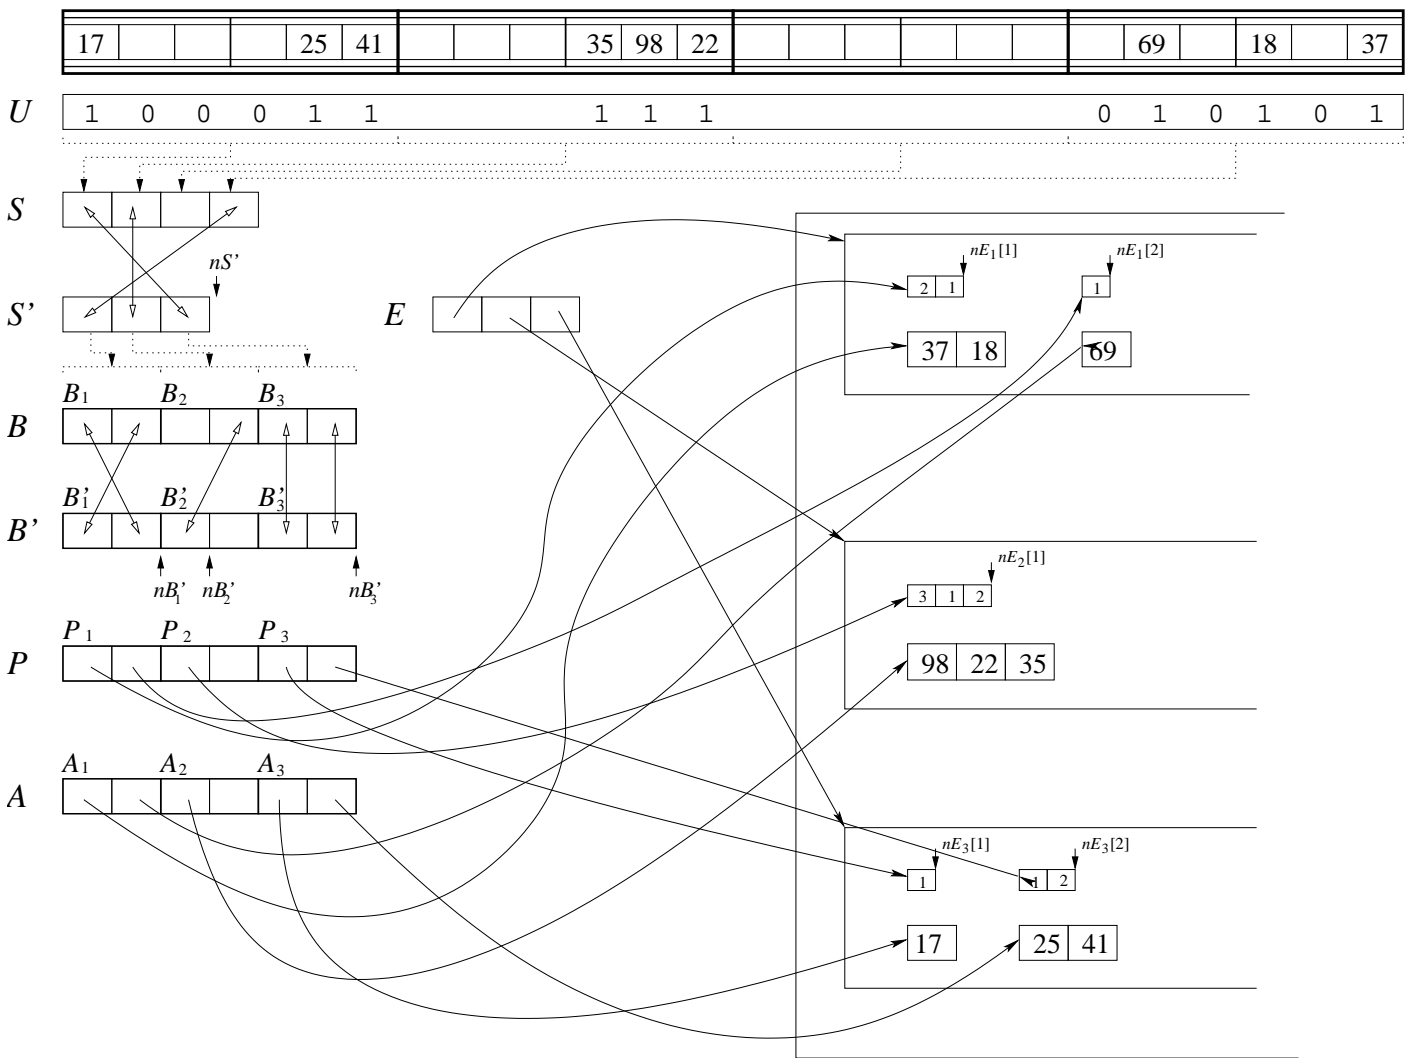 17 25 41 35 98 22 69 18 37
U 1 0 0 0 1 1 1 1 1 0 1 0 1 0 1
S
nS'
nE1[1] nE1[2]
2 1 1
S' E
37 18 69
B1 B2 B3
B
B'1 B'2 B'3
B'
nB'1 nB'2 nB'3
nE2[1]
3 1 2
P1 P2 P3
P
98 22 35
A1 A2 A3
A
nE3[1] nE3[2]
1 1 2
17 25 41